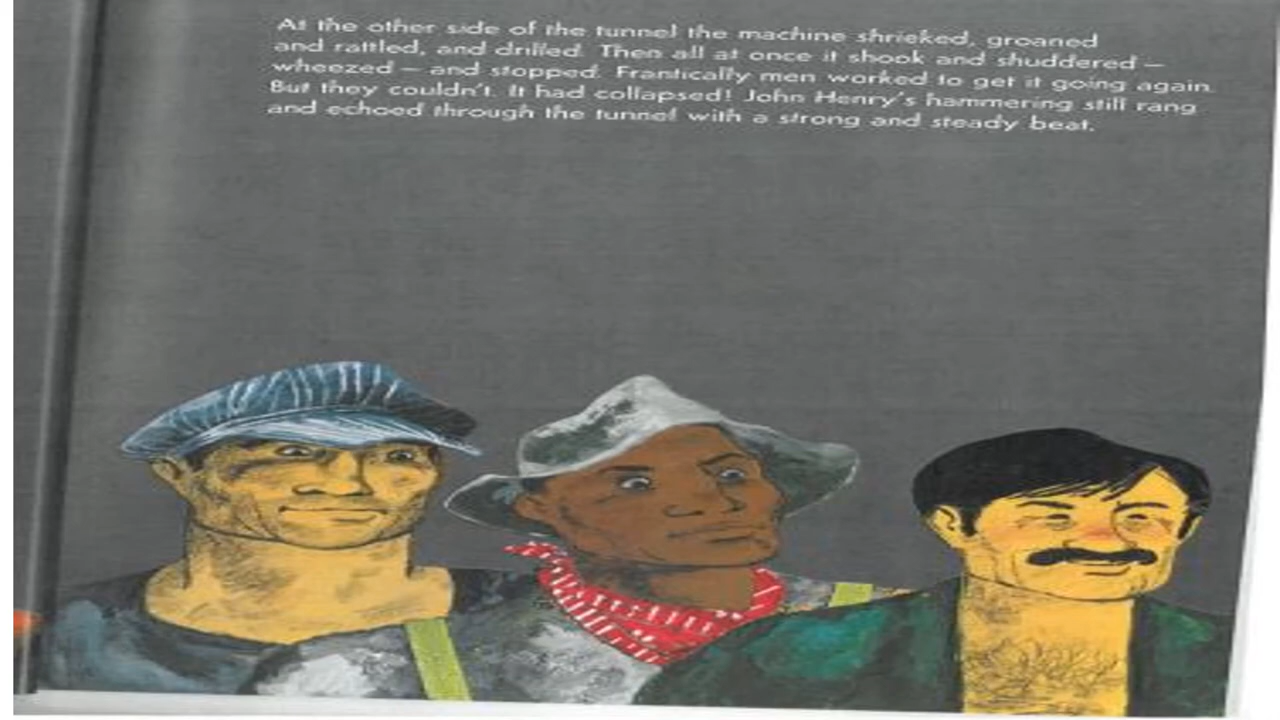 At the other side of the tunnel the machine shrieked, groaned
and rattled, and drilled. Then all at once it shook and shuddered —
wheezed — and stopped. Frantically men worked to get it going again.
But they couldn't. It had collapsed! John Henry's hammering still rang
and echoed through the tunnel with a strong and steady beat.